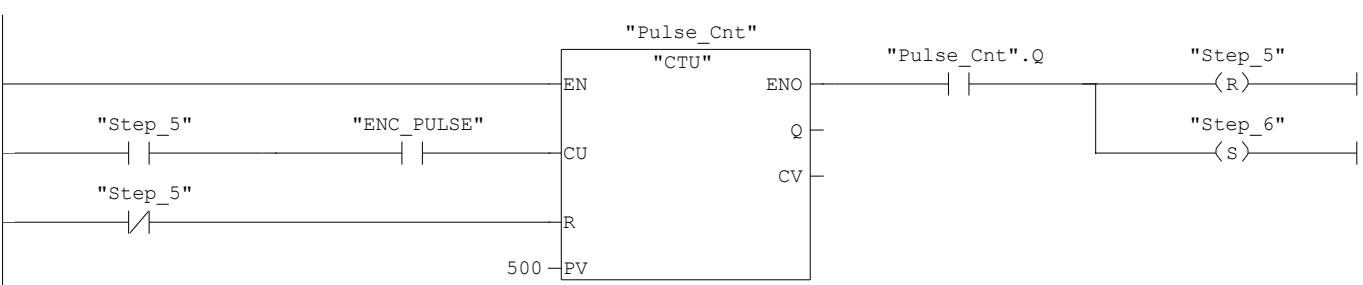 "Pulse_Cnt"
"CTU"
"Pulse_Cnt".Q
"Step_5"
EN
ENO
(R)
"Step_5"
"ENC_PULSE"
Q
"Step_6"
CU
(S)
CV
"Step_5"
R
500
PV